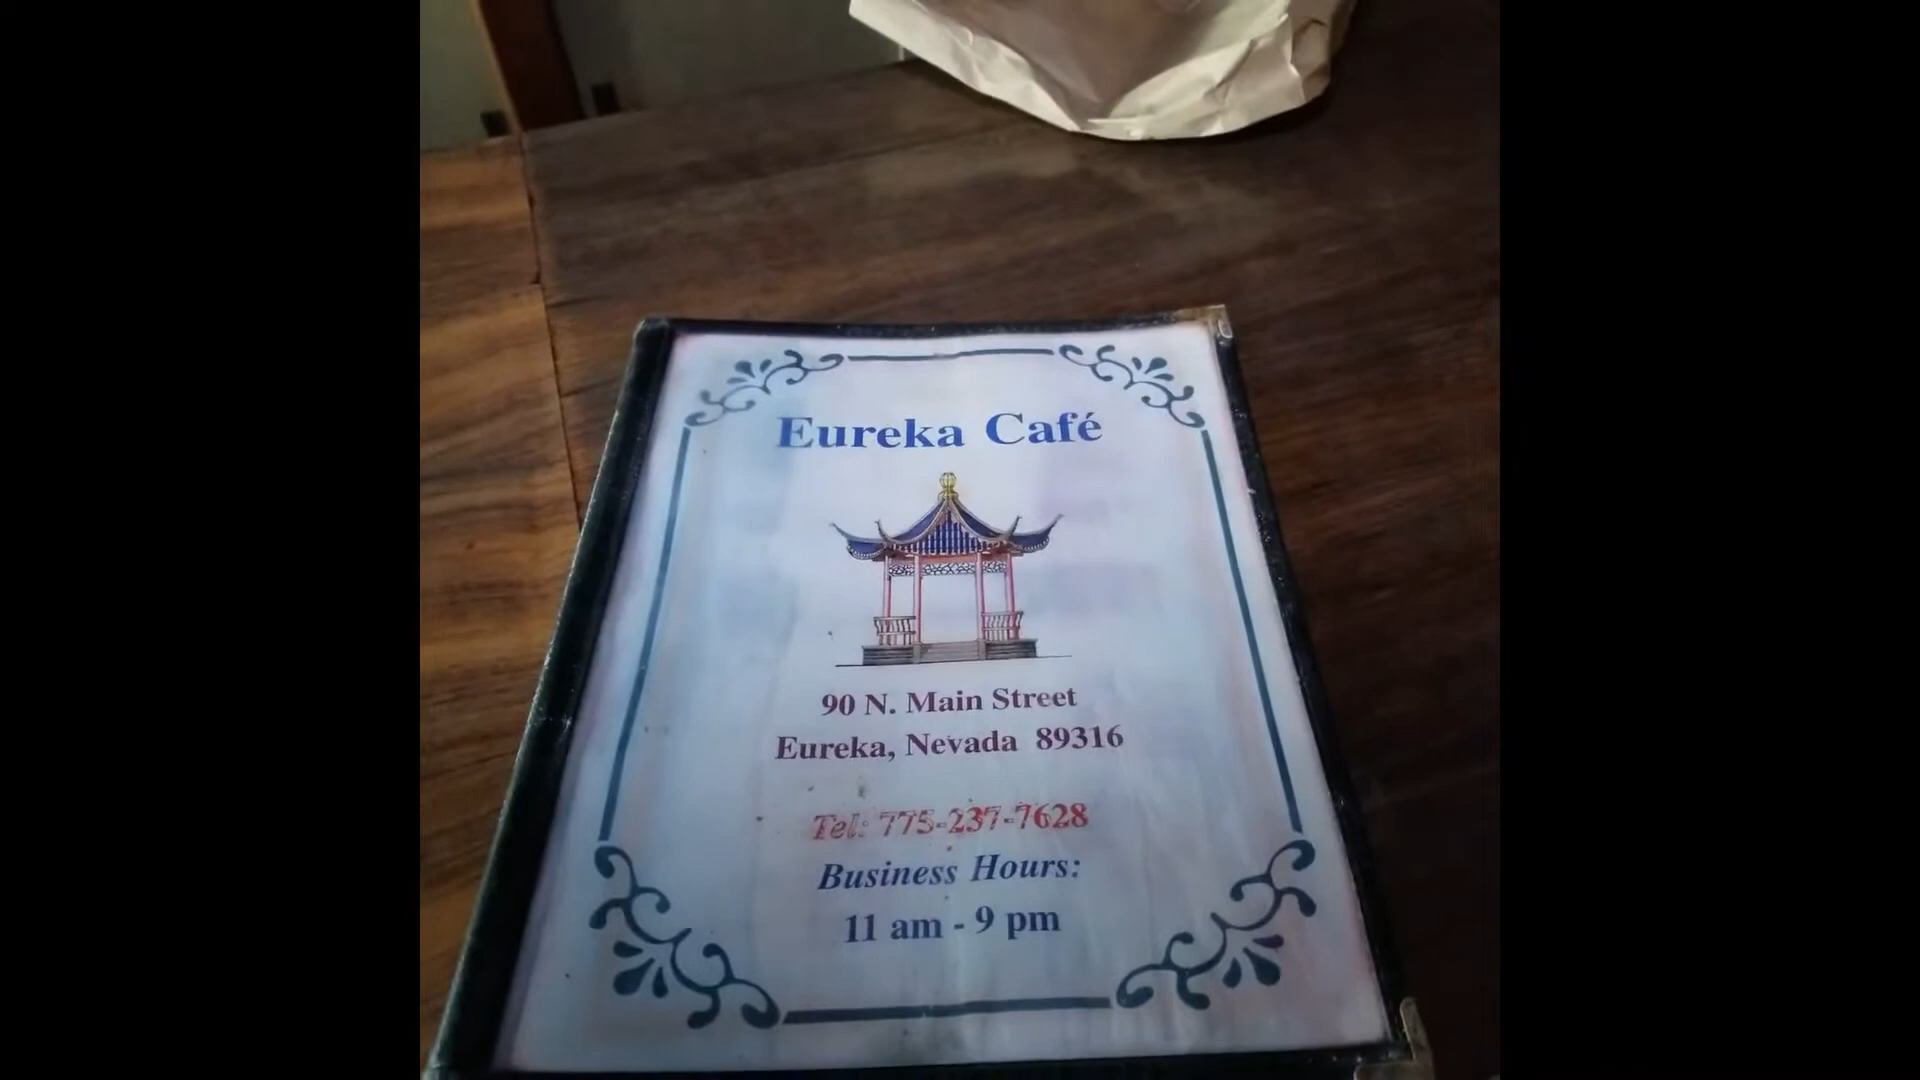 Eureka Café
90 N. Main Street
Eureka, Nevada 89316
Tel: 775-237-7628
Business Hours:
11 am - 9 pm